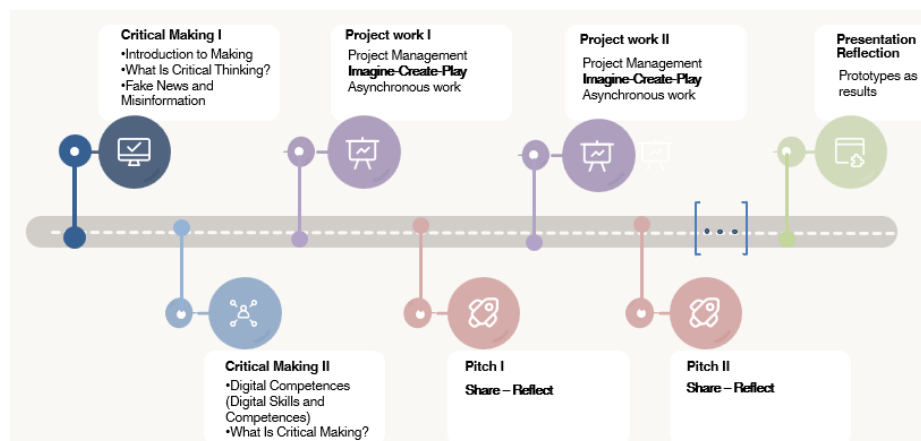 Critical Making I
•Introduction to Making
•What Is Critical Thinking?
•Fake News and
Misinformation
Project work I
Project Management
Imagine-Create-Play
Asynchronous work
Project work II
Project Management
Imagine-Create-Play
Asynchronous work
Presentation
Reflection
Prototypes as
results
[...]
Critical Making II
•Digital Competences
(Digital Skills and
Competences)
•What Is Critical Making?
Pitch I
Share – Reflect
Pitch II
Share – Reflect